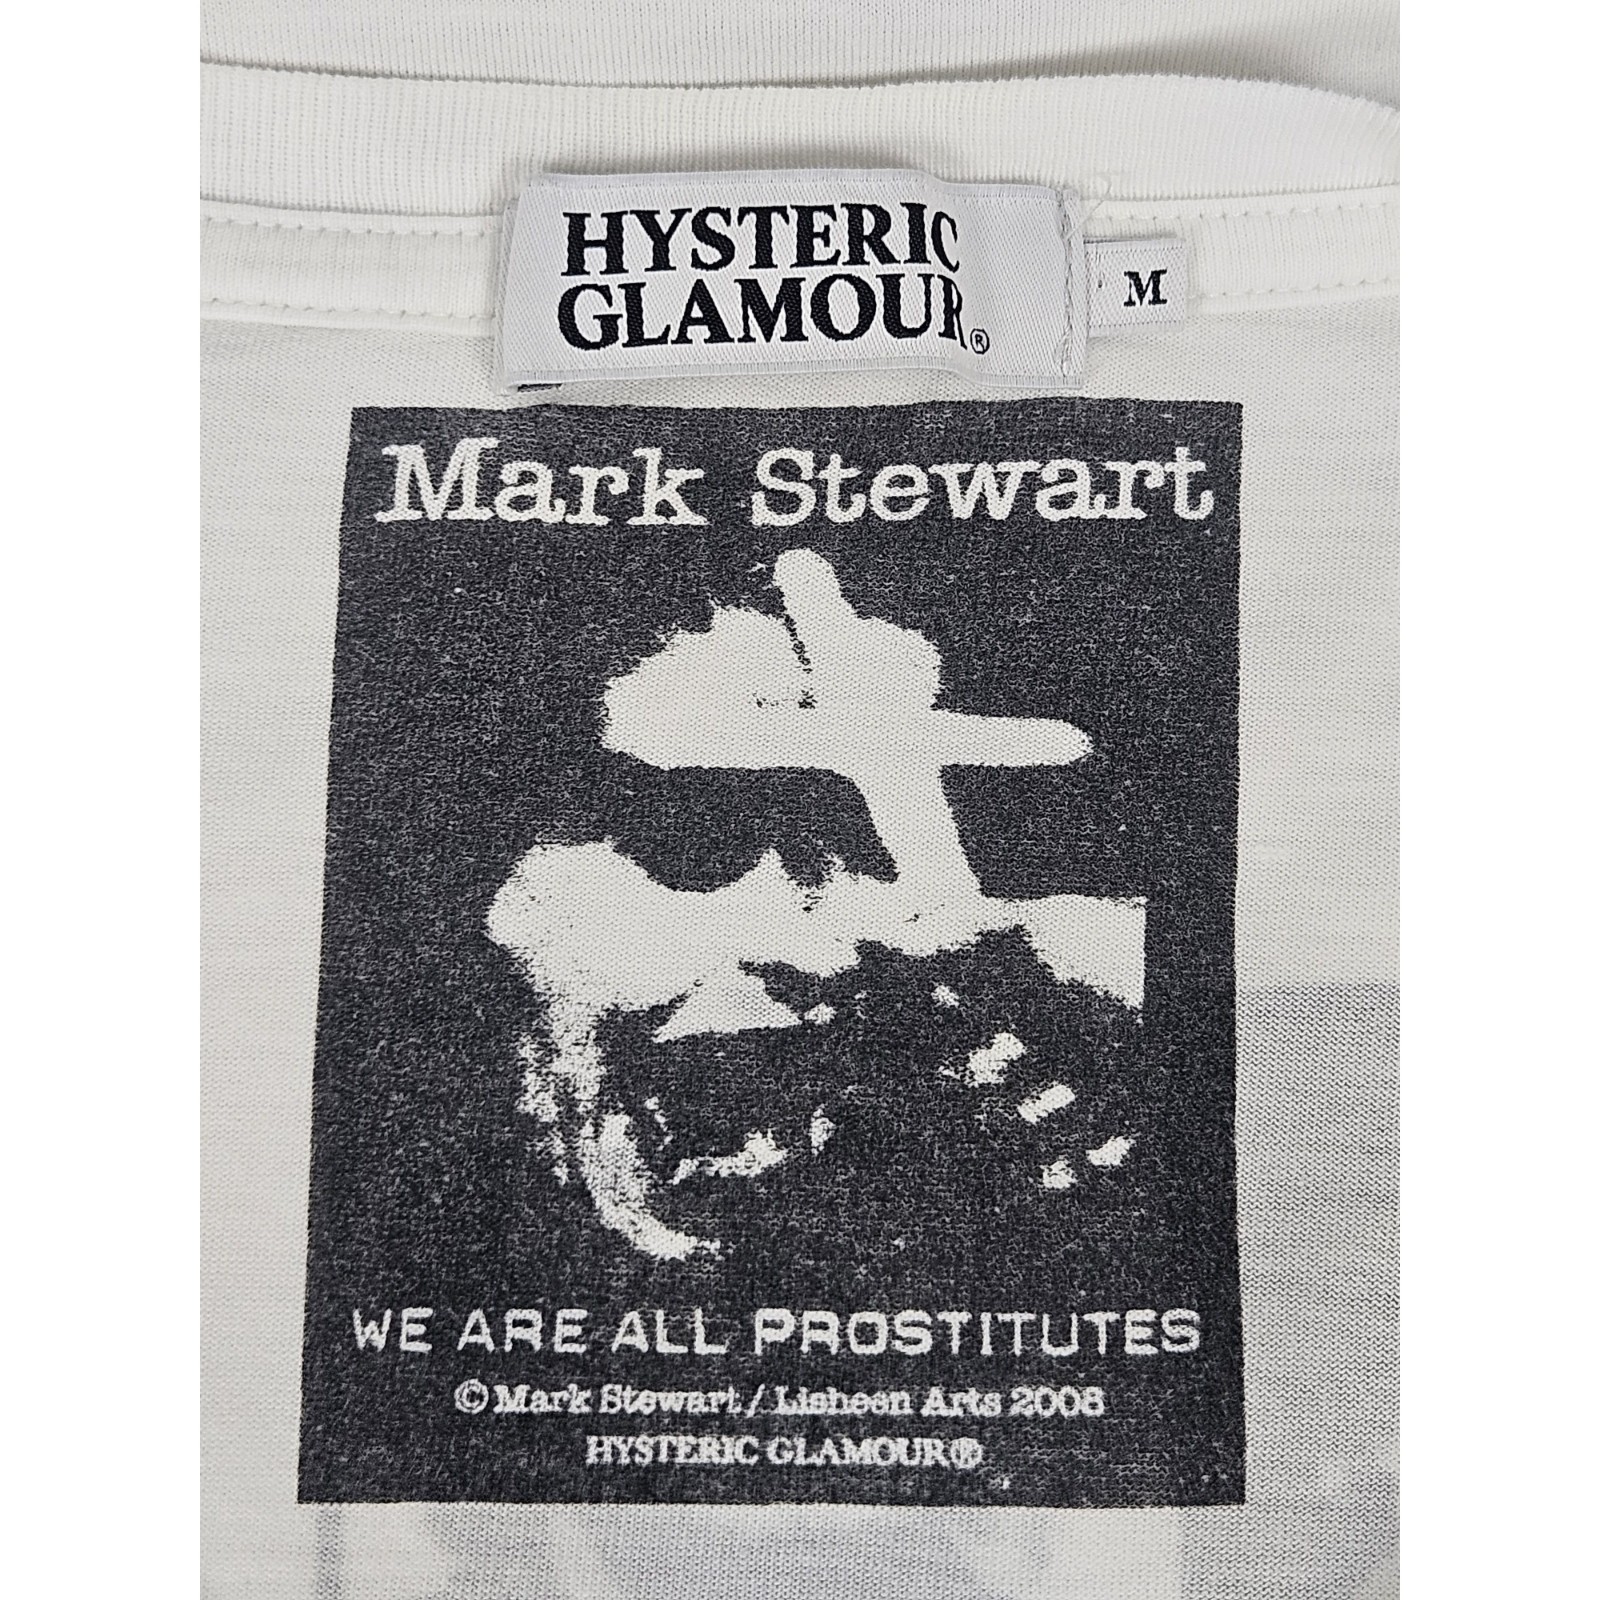 HYSTERIC
GLAMOUR®
M
Mark Stewart
WE ARE ALL PROSTITUTES
© Mark Stewart / Lisheen Arts 2008
HYSTERIC GLAMOUR®